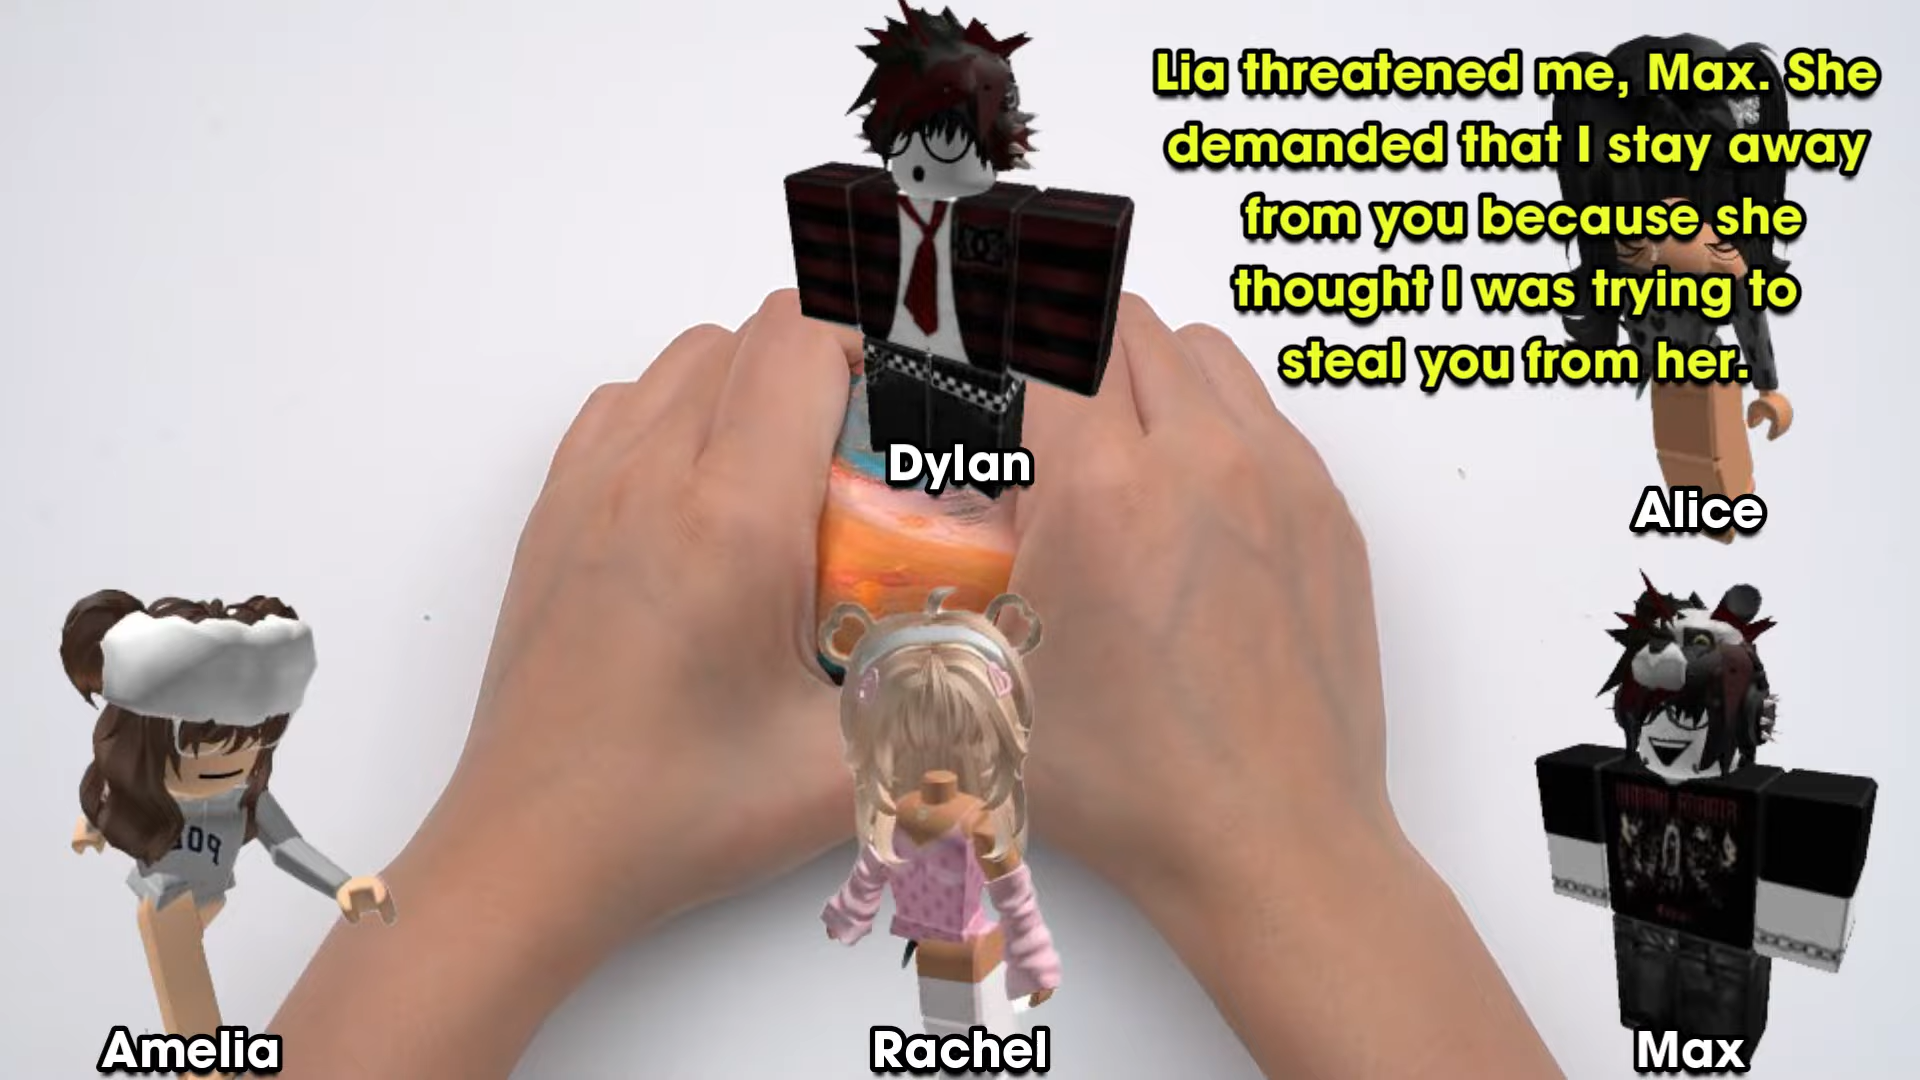 Lia threatened me, Max. She
demanded that I stay away
from you because she
thought I was trying to
steal you from her.
Dylan
Alice
Amelia
Rachel
Max